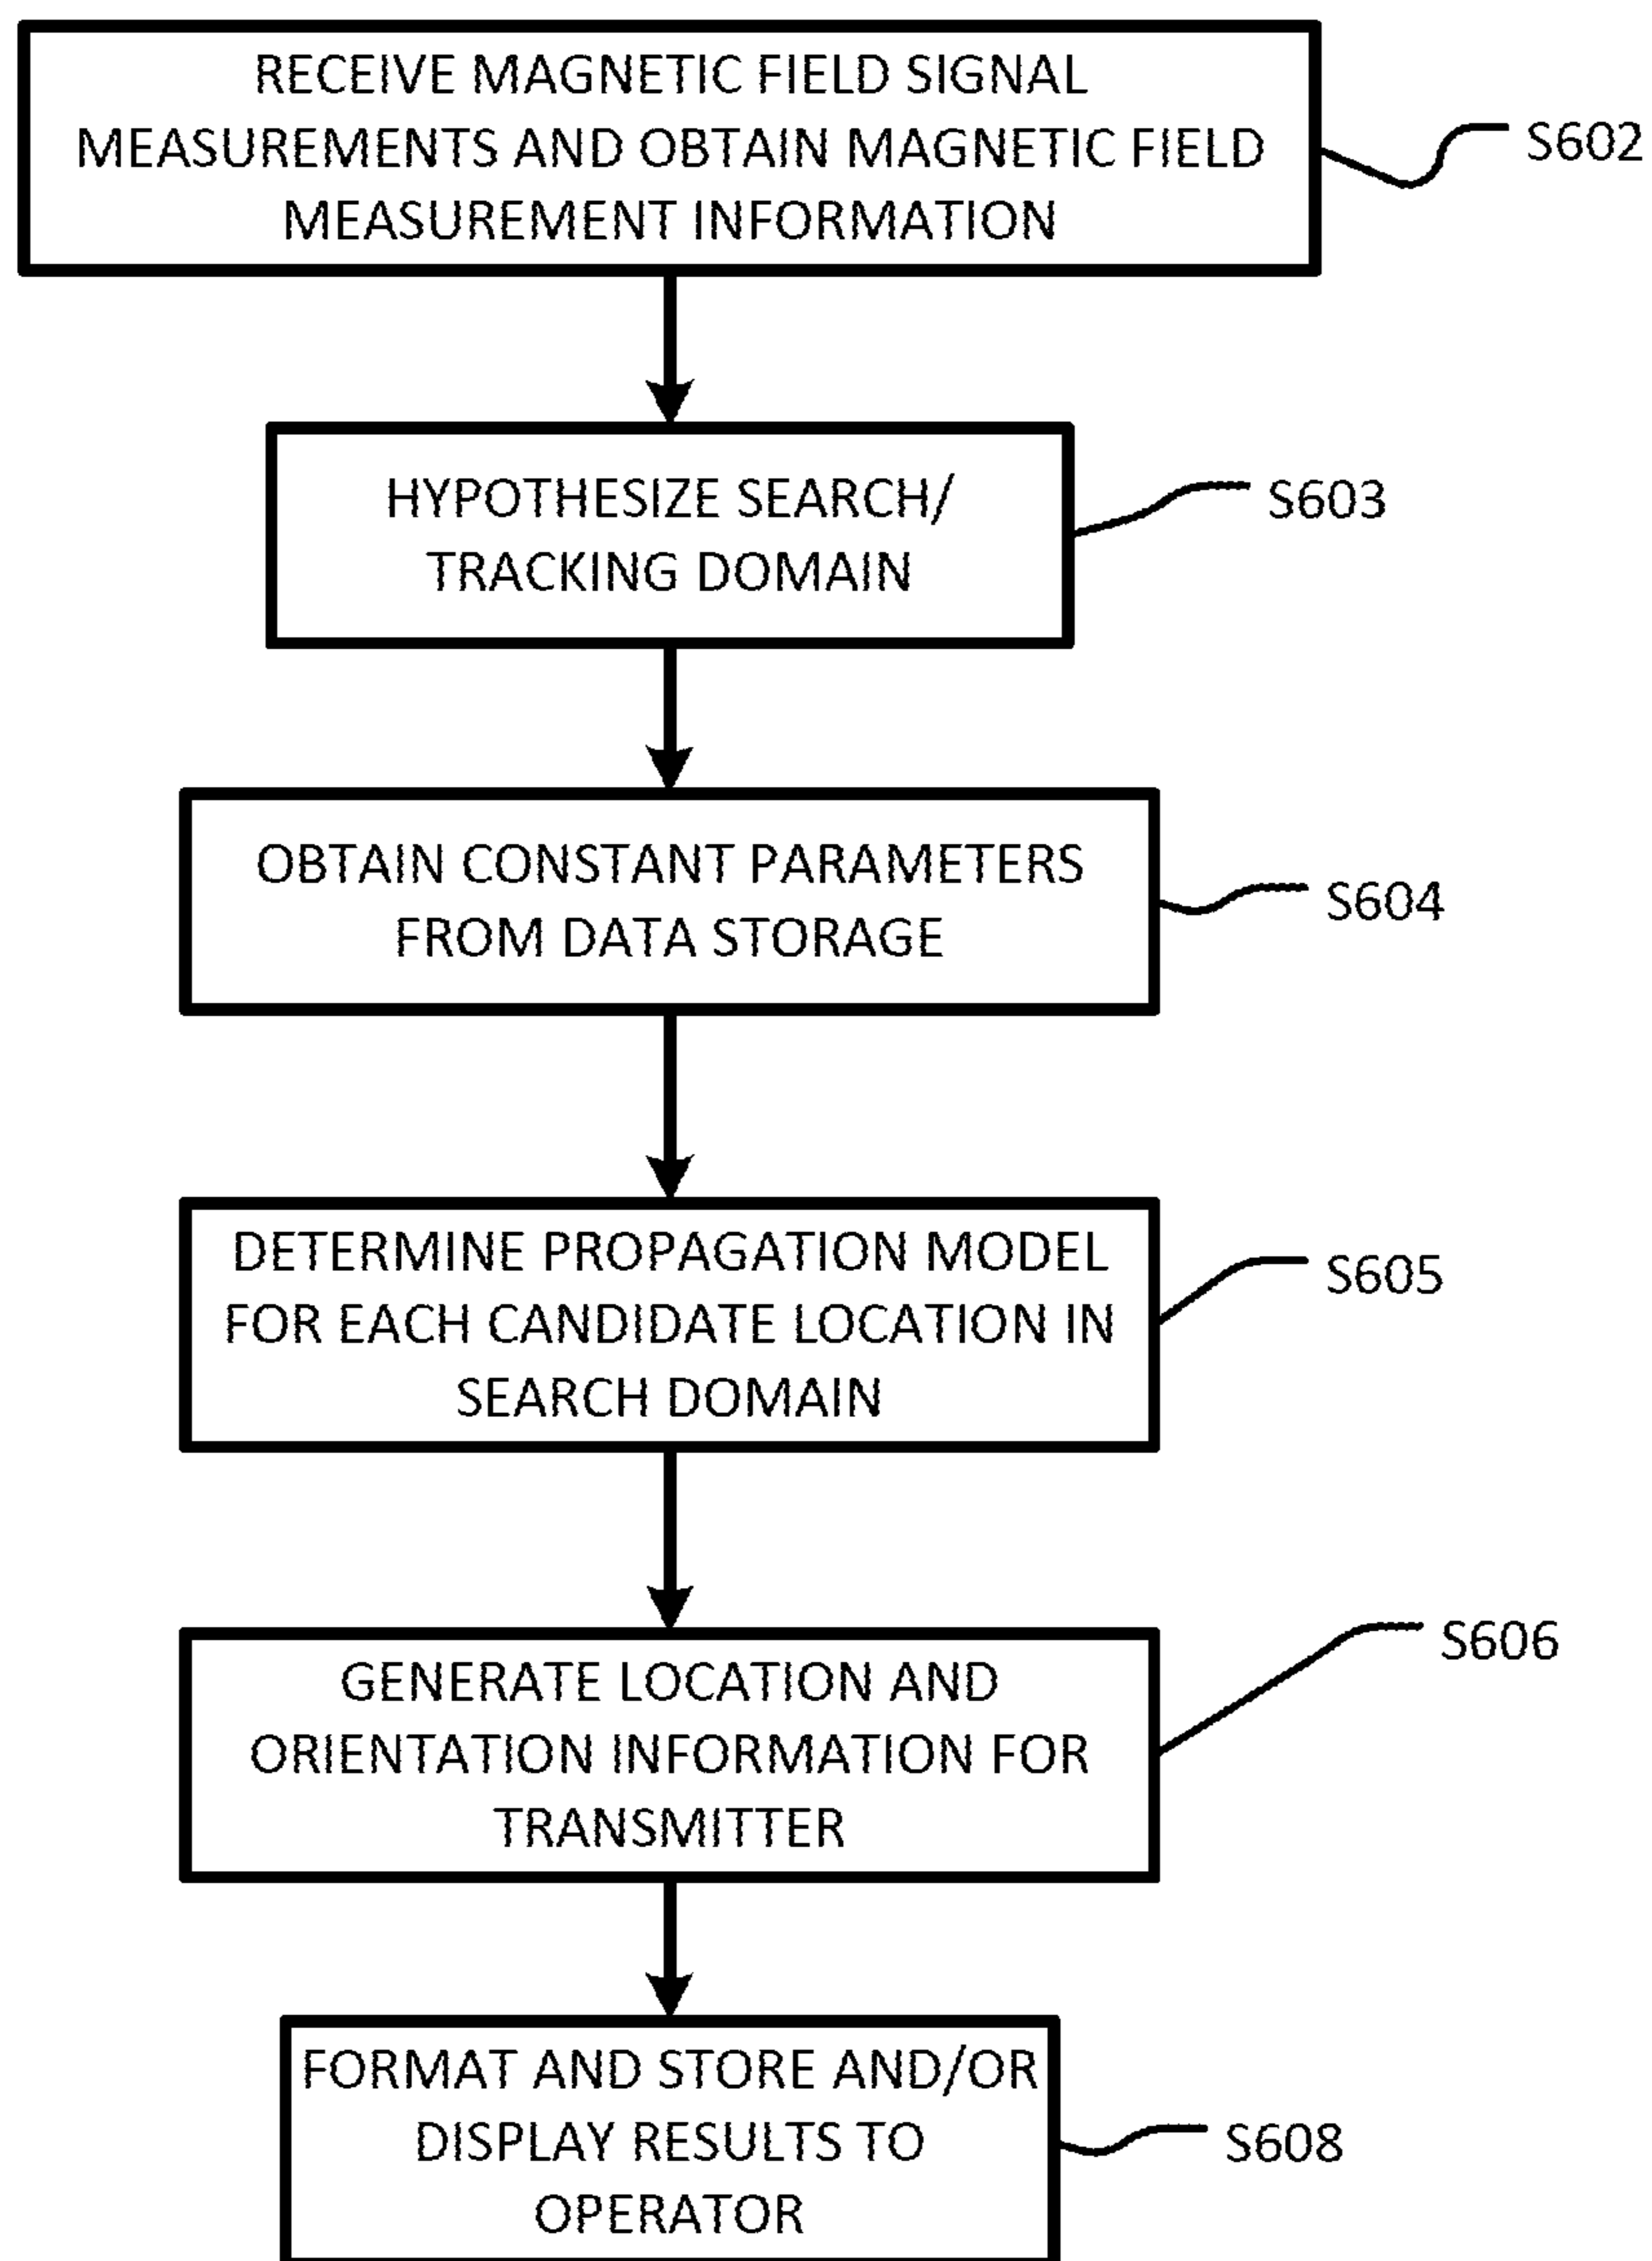 RECEIVE MAGNETIC FIELD SIGNAL
MEASUREMENTS AND OBTAIN MAGNETIC FIELD
MEASUREMENT INFORMATION
S602
HYPOTHESIZE SEARCH/
TRACKING DOMAIN
S603
OBTAIN CONSTANT PARAMETERS
FROM DATA STORAGE
S604
DETERMINE PROPAGATION MODEL
FOR EACH CANDIDATE LOCATION IN
SEARCH DOMAIN
S605
GENERATE LOCATION AND
ORIENTATION INFORMATION FOR
TRANSMITTER
S606
FORMAT AND STORE AND/OR
DISPLAY RESULTS TO
OPERATOR
S608